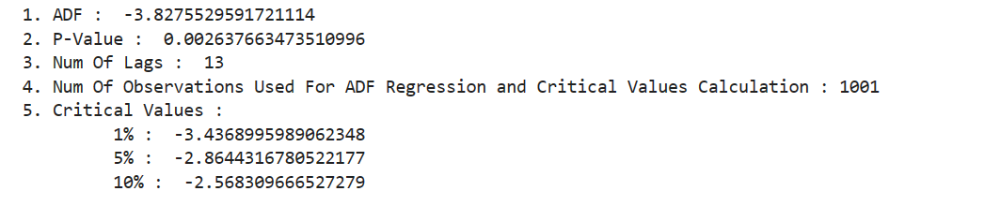 1. ADF :  -3.8275529591721114
2. P-Value :  0.002637663473510996
3. Num Of Lags :  13
4. Num Of Observations Used For ADF Regression and Critical Values Calculation : 1001
5. Critical Values :
1% :  -3.4368995989062348
5% :  -2.8644316780522177
10% :  -2.568309666527279